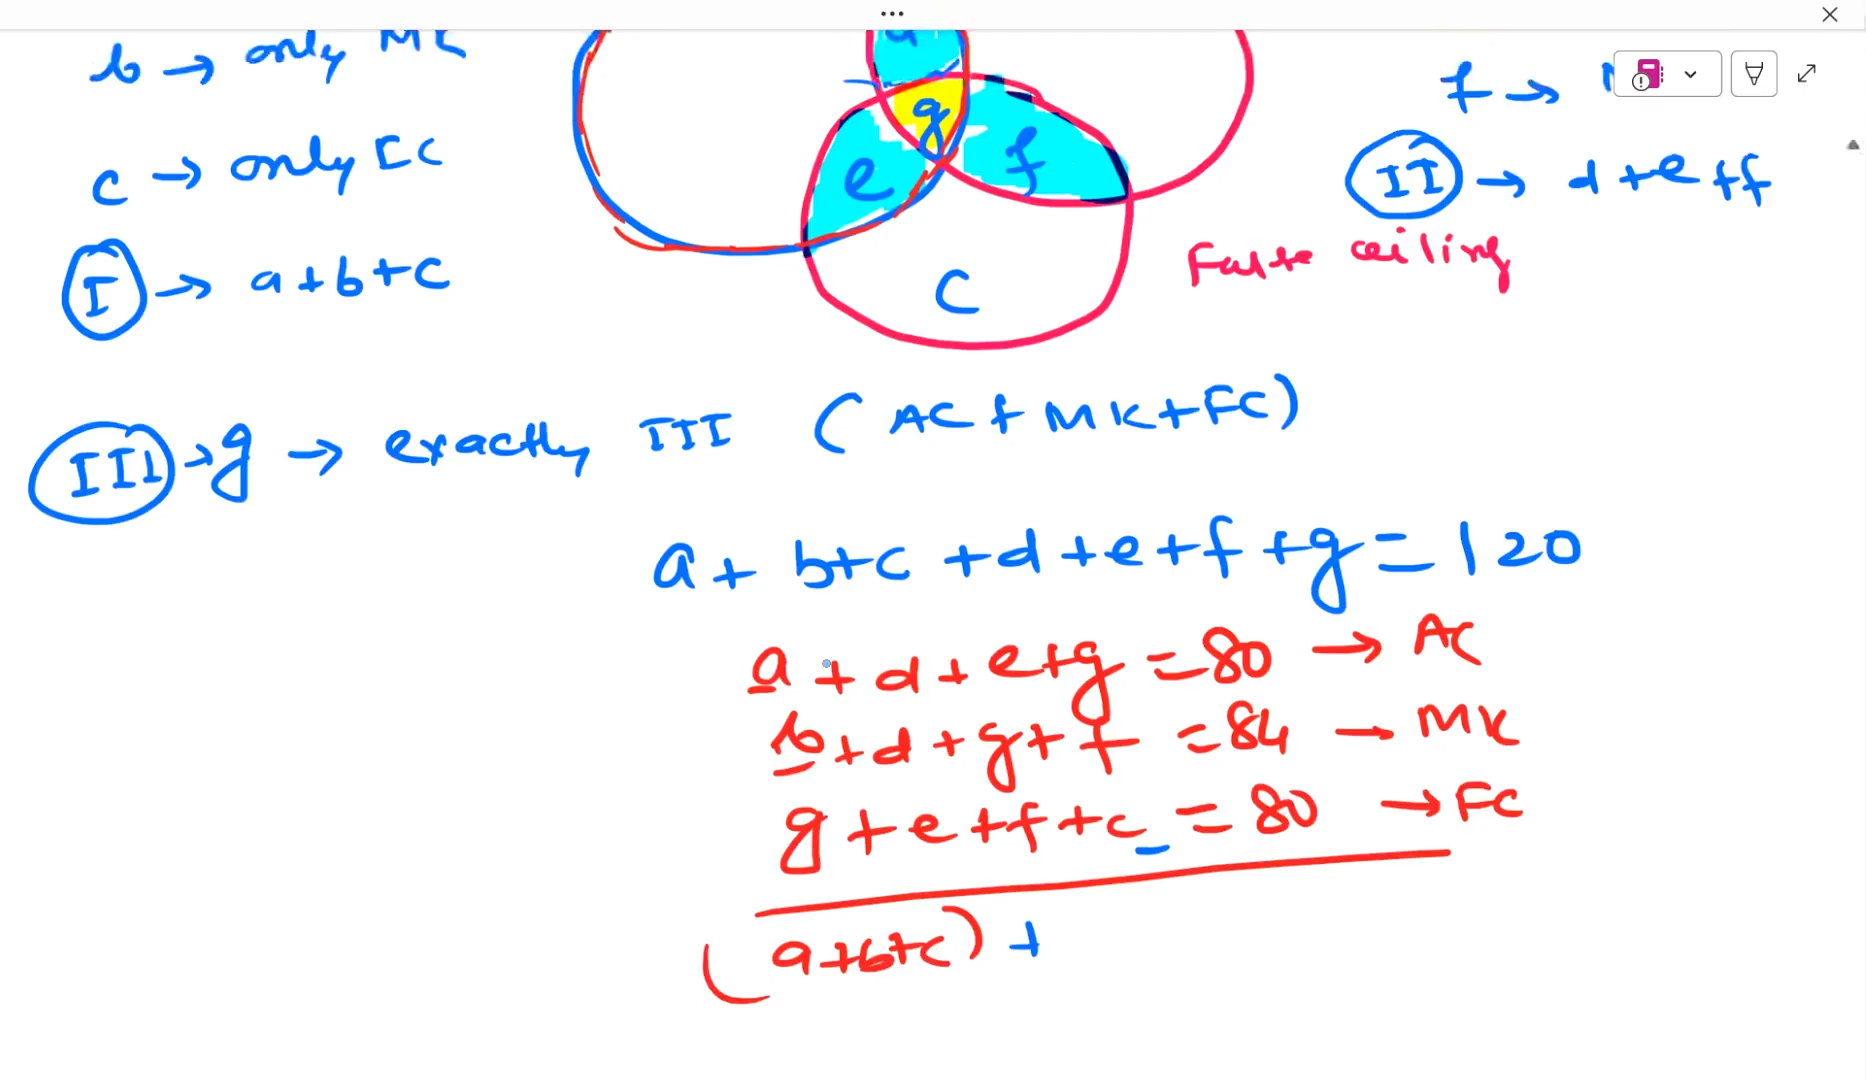 b → only MK
a
f →
g
c → only FC
e
f
II → d+e+f
False ceiling
I → a+b+c
C
III → g → exactly III (AC+MK+FC)
a + b+c +d+e+f+g=120
a + d+e+g =80 → AC
b+d+g+f =84 → MK
g+e+f+c = 80 → FC
(a+b+c) +